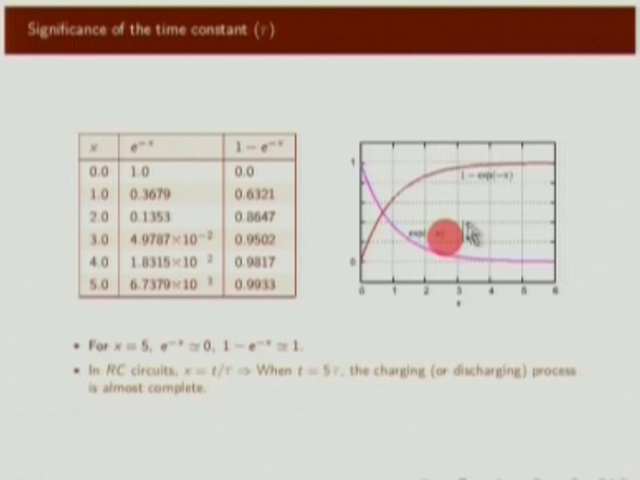 Significance of the time constant (τ)
x e⁻ˣ 1 − e⁻ˣ
0.0 1.0 0.0
1.0 0.3679 0.6321
2.0 0.1353 0.8647
3.0 4.9787×10⁻² 0.9502
4.0 1.8315×10⁻² 0.9817
5.0 6.7379×10⁻³ 0.9933
1
1 − exp(−x)
exp(
0
0 1 2 3 4 5 6
x
• For x = 5, e⁻ˣ ≃ 0, 1 − e⁻ˣ ≃ 1.
• In RC circuits, x = t/τ ⇒ When t = 5 τ, the charging (or discharging) process
is almost complete.